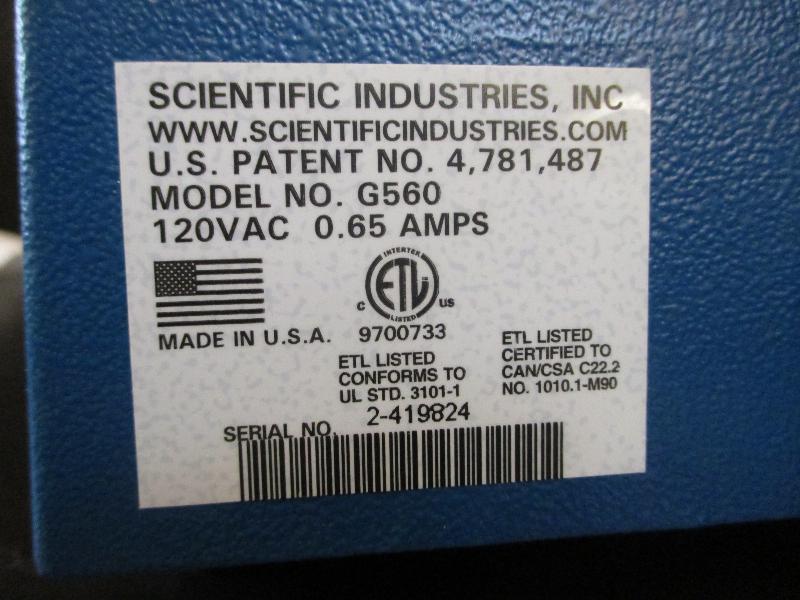 SCIENTIFIC INDUSTRIES, INC
WWW.SCIENTIFICINDUSTRIES.COM
U.S. PATENT NO. 4,781,487
MODEL NO. G560
120VAC 0.65 AMPS
INTERTEK
C ETL US
LISTED
MADE IN U.S.A.
9700733
ETL LISTED
CONFORMS TO
UL STD. 3101-1
ETL LISTED
CERTIFIED TO
CAN/CSA C22.2
NO. 1010.1-M90
SERIAL NO. 2-419824